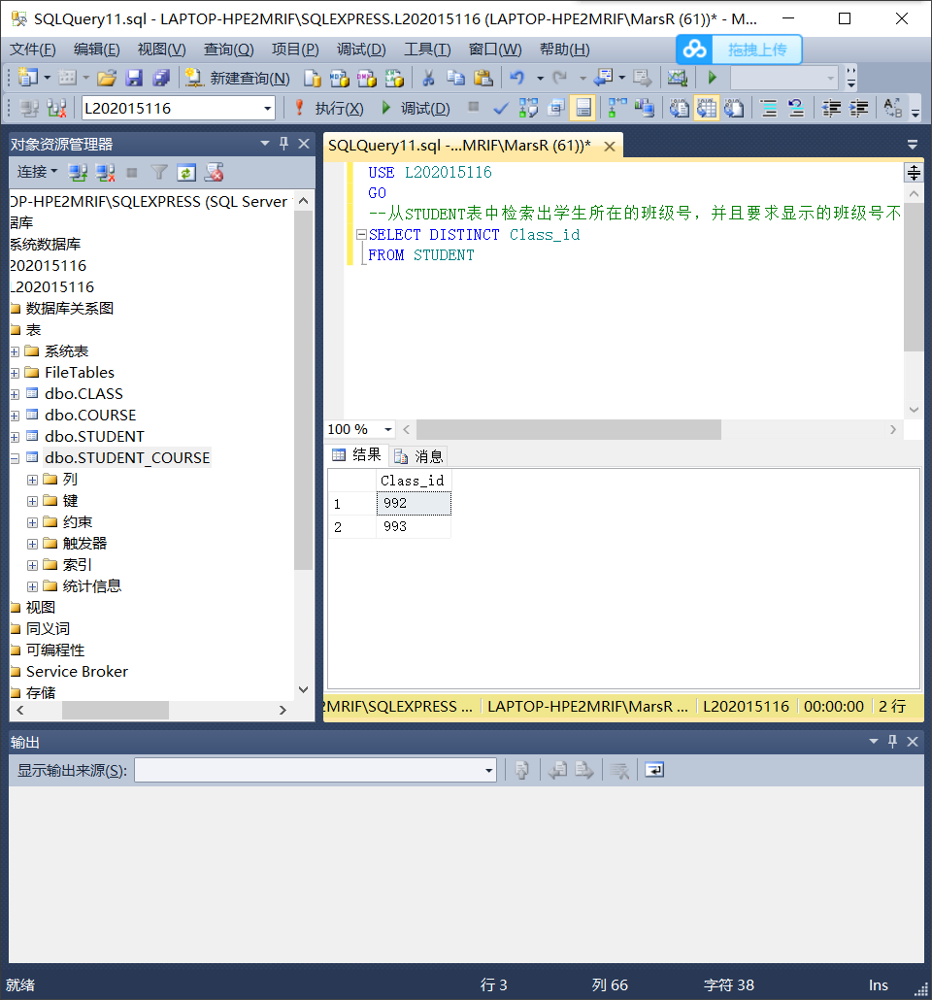 SQLQuery11.sql - LAPTOP-HPE2MRIF\SQLEXPRESS.L202015116 (LAPTOP-HPE2MRIF\MarsR (61))* - M...
文件(F) 编辑(E) 视图(V) 查询(Q) 项目(P) 调试(D) 工具(T) 窗口(W) 帮助(H)
拖拽上传
新建查询(N)
L202015116 执行(X) 调试(D)
对象资源管理器
连接
OP-HPE2MRIF\SQLEXPRESS (SQL Server
据库
系统数据库
202015116
L202015116
数据库关系图
表
系统表
FileTables
dbo.CLASS
dbo.COURSE
dbo.STUDENT
dbo.STUDENT_COURSE
列
键
约束
触发器
索引
统计信息
视图
同义词
可编程性
Service Broker
存储
SQLQuery11.sql -...MRIF\MarsR (61))*
USE L202015116
GO
--从STUDENT表中检索出学生所在的班级号，并且要求显示的班级号不
SELECT DISTINCT Class_id
FROM STUDENT
100 %
结果 消息
Class_id
1 992
2 993
2MRIF\SQLEXPRESS ... LAPTOP-HPE2MRIF\MarsR ... L202015116 00:00:00 2 行
输出
显示输出来源(S):
就绪 行 3 列 66 字符 38 Ins